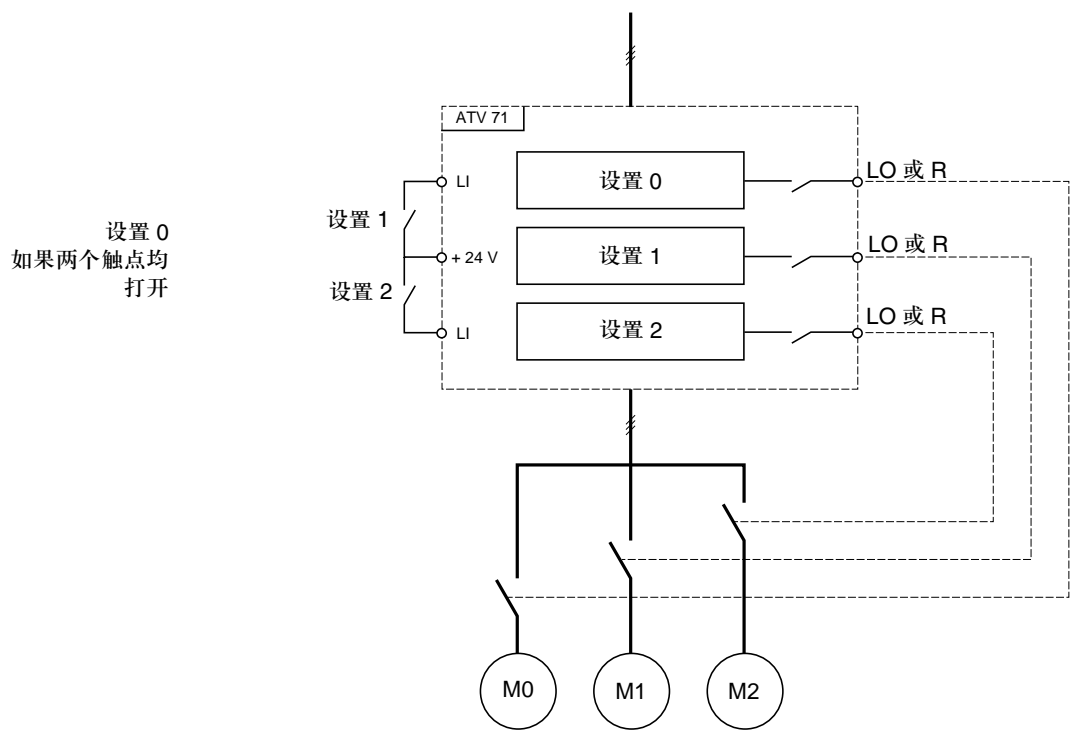 ATV 71
LI
设置 0
LO 或 R
设置 1
设置 0
如果两个触点均
打开
+ 24 V
设置 1
LO 或 R
设置 2
LI
设置 2
LO 或 R
M0
M1
M2